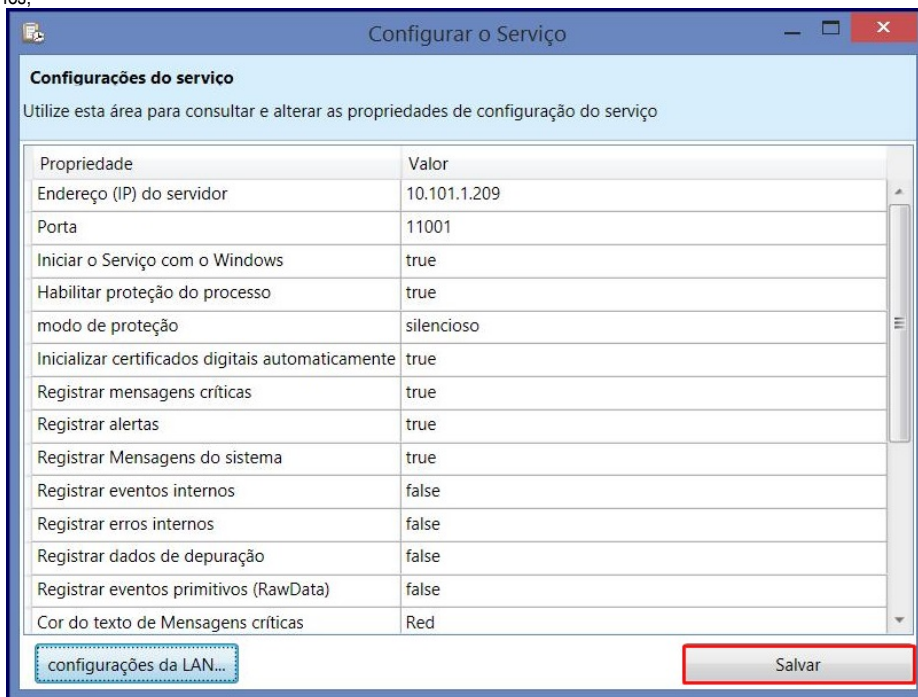 Configurar o Serviço
Configurações do serviço
Utilize esta área para consultar e alterar as propriedades de configuração do serviço
Propriedade Valor
Endereço (IP) do servidor 10.101.1.209
Porta 11001
Iniciar o Serviço com o Windows true
Habilitar proteção do processo true
modo de proteção silencioso
Inicializar certificados digitais automaticamente true
Registrar mensagens críticas true
Registrar alertas true
Registrar Mensagens do sistema true
Registrar eventos internos false
Registrar erros internos false
Registrar dados de depuração false
Registrar eventos primitivos (RawData) false
Cor do texto de Mensagens críticas Red
configurações da LAN... Salvar